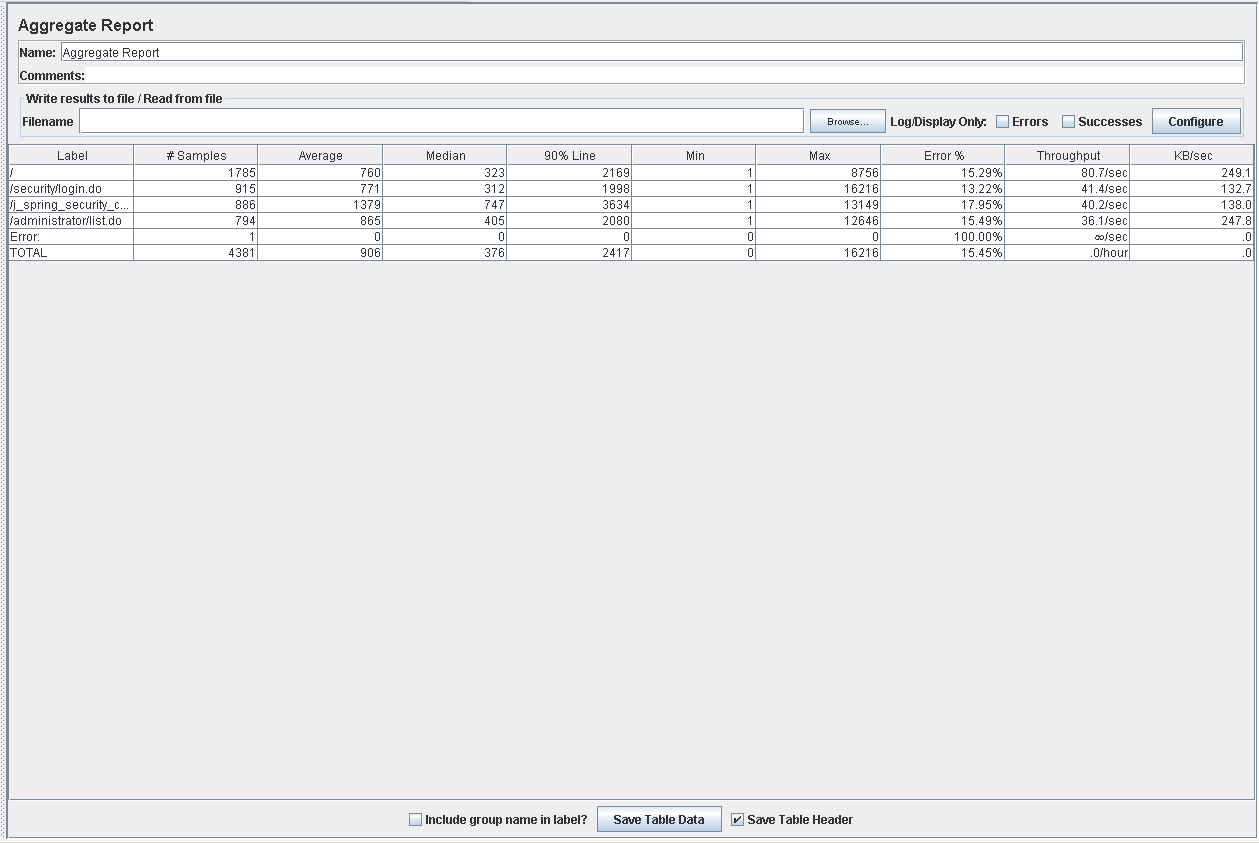 Aggregate Report
Name: Aggregate Report
Comments:
Write results to file / Read from file
Filename Browse... Log/Display Only: Errors Successes Configure
Label # Samples Average Median 90% Line Min Max Error % Throughput KB/sec
/ 1785 760 323 2169 1 8756 15.29% 80.7/sec 249.1
/security/login.do 915 771 312 1998 1 16216 13.22% 41.4/sec 132.7
/j_spring_security_c... 886 1379 747 3634 1 13149 17.95% 40.2/sec 138.0
/administrator/list.do 794 865 405 2080 1 12646 15.49% 36.1/sec 247.8
Error: 1 0 0 0 0 0 100.00% ∞/sec .0
TOTAL 4381 906 376 2417 0 16216 15.45% .0/hour .0
Include group name in label? Save Table Data Save Table Header